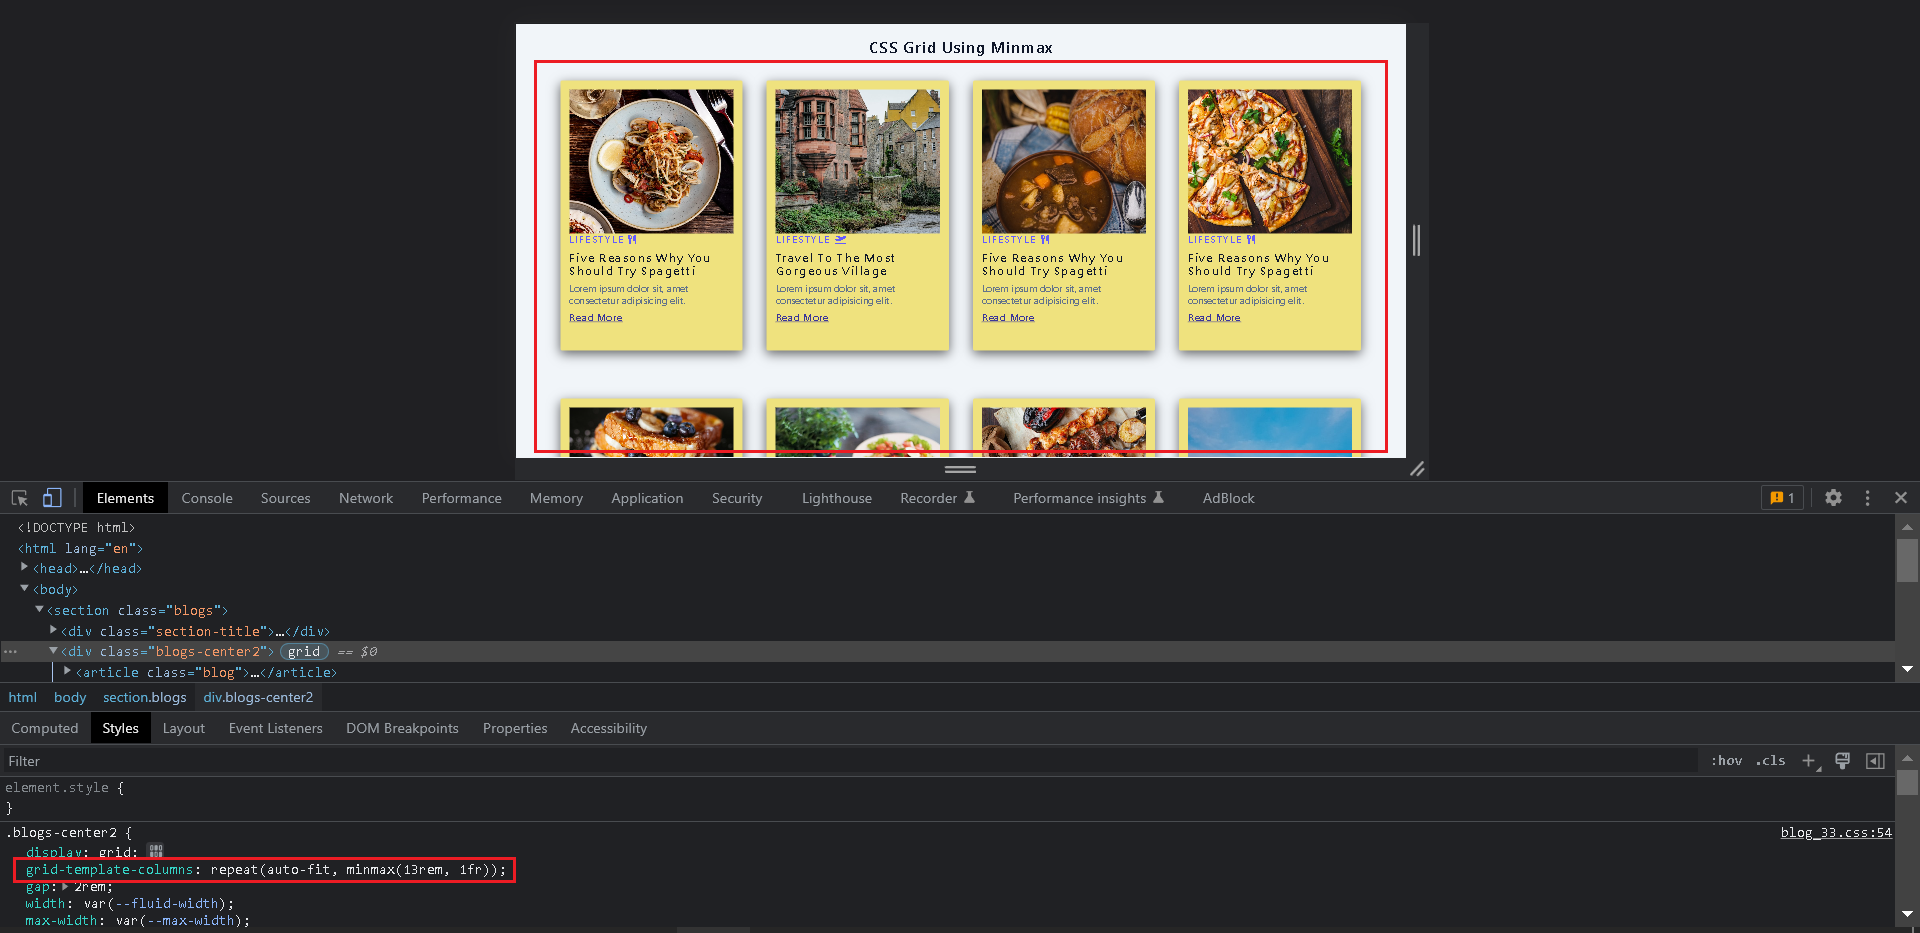 CSS Grid Using Minmax
LIFESTYLE
Five Reasons Why You
Should Try Spagetti
Lorem ipsum dolor sit, amet
consectetur adipisicing elit.
Read More
LIFESTYLE
Travel To The Most
Gorgeous Village
Lorem ipsum dolor sit, amet
consectetur adipisicing elit.
Read More
LIFESTYLE
Five Reasons Why You
Should Try Spagetti
Lorem ipsum dolor sit, amet
consectetur adipisicing elit.
Read More
LIFESTYLE
Five Reasons Why You
Should Try Spagetti
Lorem ipsum dolor sit, amet
consectetur adipisicing elit.
Read More
Elements Console Sources Network Performance Memory Application Security Lighthouse Recorder Performance insights AdBlock 1
<!DOCTYPE html>
<html lang="en">
<head>…</head>
<body>
<section class="blogs">
<div class="section-title">…</div>
<div class="blogs-center2"> grid == $0
<article class="blog">…</article>
html body section.blogs div.blogs-center2
Computed Styles Layout Event Listeners DOM Breakpoints Properties Accessibility
Filter :hov .cls
element.style {
}
.blogs-center2 { blog_33.css:54
display: grid;
grid-template-columns: repeat(auto-fit, minmax(13rem, 1fr));
gap: 2rem;
width: var(--fluid-width);
max-width: var(--max-width);